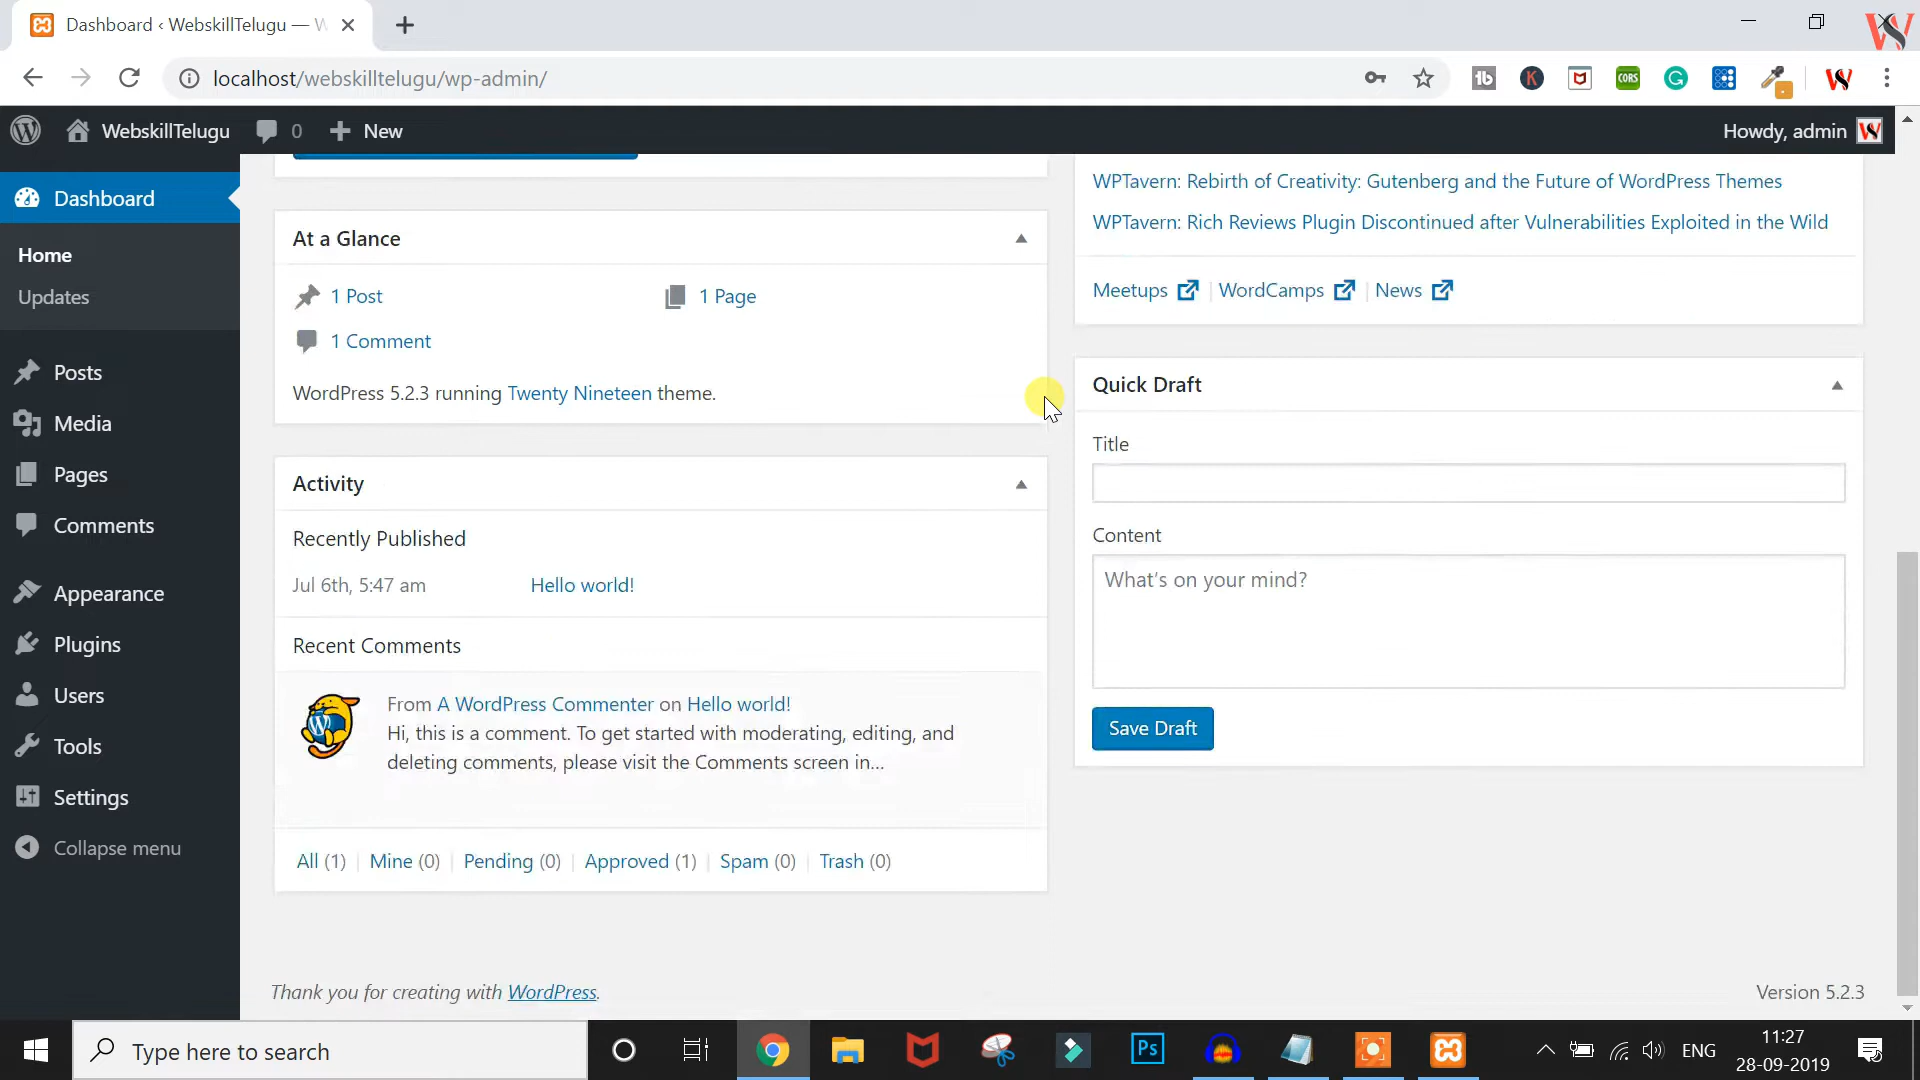 Dashboard ‹ WebskillTelugu — W
localhost/webskilltelugu/wp-admin/
WebskillTelugu 0 New Howdy, admin
Dashboard
Home
Updates
Posts
Media
Pages
Comments
Appearance
Plugins
Users
Tools
Settings
Collapse menu
At a Glance
1 Post 1 Page
1 Comment
WordPress 5.2.3 running Twenty Nineteen theme.
Activity
Recently Published
Jul 6th, 5:47 am Hello world!
Recent Comments
From A WordPress Commenter on Hello world!
Hi, this is a comment. To get started with moderating, editing, and
deleting comments, please visit the Comments screen in...
All (1) | Mine (0) | Pending (0) | Approved (1) | Spam (0) | Trash (0)
WPTavern: Rebirth of Creativity: Gutenberg and the Future of WordPress Themes
WPTavern: Rich Reviews Plugin Discontinued after Vulnerabilities Exploited in the Wild
Meetups | WordCamps | News
Quick Draft
Title
Content
What's on your mind?
Save Draft
Thank you for creating with WordPress.
Version 5.2.3
Type here to search
Ps
ENG
11:27
28-09-2019